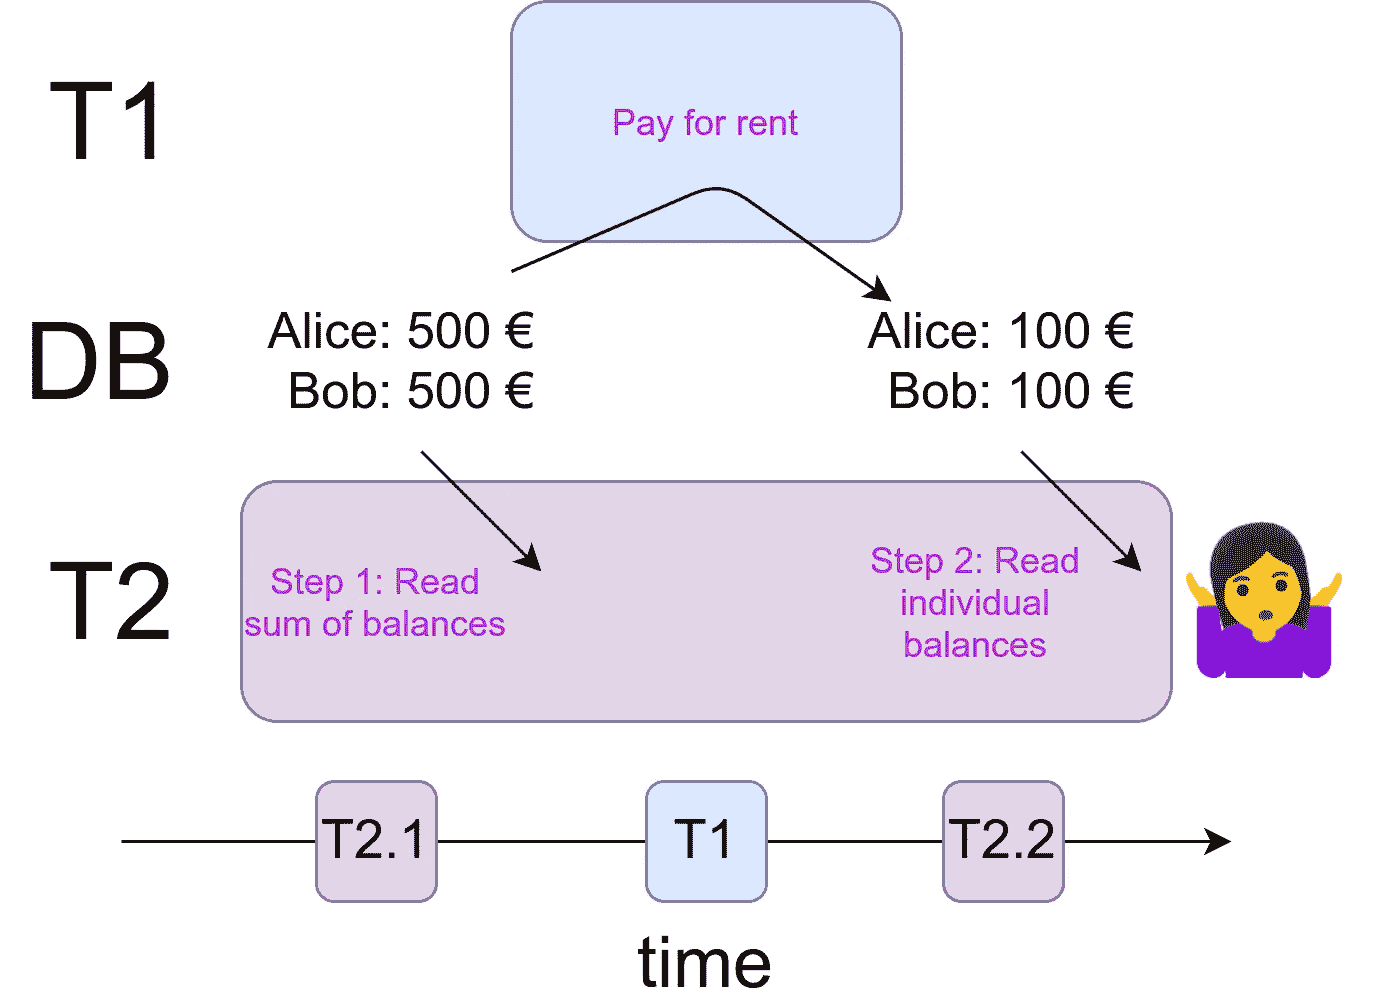 T1
Pay for rent
DB
Alice: 500 €
Bob: 500 €
Alice: 100 €
Bob: 100 €
T2
Step 1: Read
sum of balances
Step 2: Read
individual
balances
T2.1
T1
T2.2
time